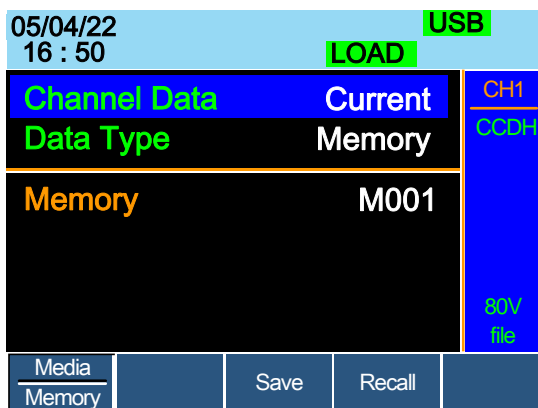 05/04/22 USB
16 : 50 LOAD
Channel Data Current CH1
Data Type Memory CCDH
Memory M001
80V
file
Media
Memory Save Recall